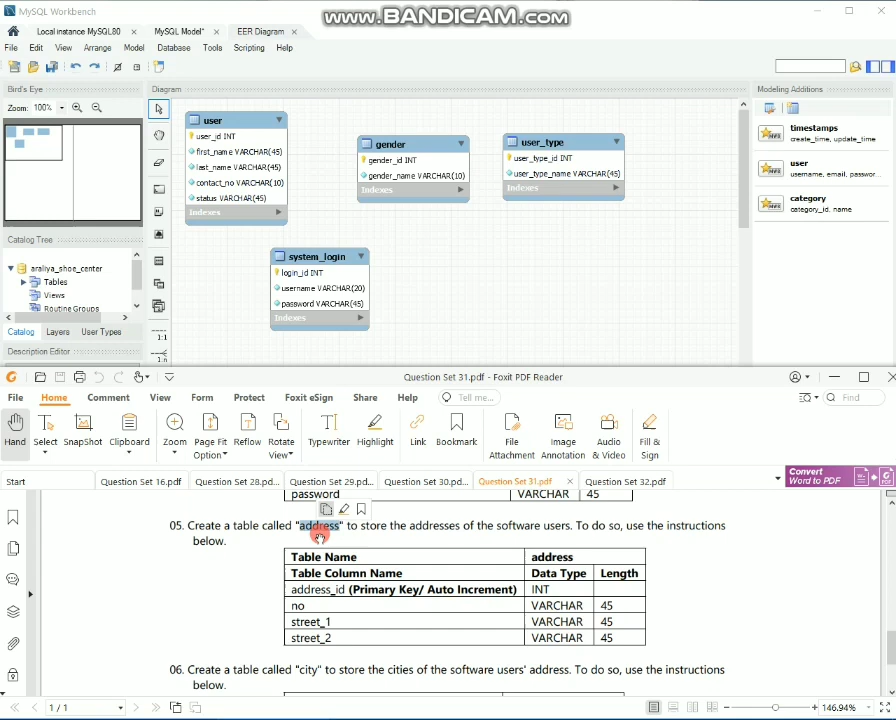 MySQL Workbench
www.BANDICAM.com
Local instance MySQL80 × MySQL Model* × EER Diagram ×
File Edit View Arrange Model Database Tools Scripting Help
Bird's Eye
Zoom: 100%
Diagram
Modeling Additions
timestamps
create_time, update_time
user
username, email, passwor...
category
category_id, name
user
user_id INT
first_name VARCHAR(45)
last_name VARCHAR(45)
contact_no VARCHAR(10)
status VARCHAR(45)
Indexes
gender
gender_id INT
gender_name VARCHAR(10)
Indexes
user_type
user_type_id INT
user_type_name VARCHAR(45)
Indexes
system_login
login_id INT
username VARCHAR(20)
password VARCHAR(45)
Indexes
Catalog Tree
araliya_shoe_center
Tables
Views
Routine Groups
Catalog Layers User Types
Description Editor
1:1
1:n
Question Set 31.pdf - Foxit PDF Reader
File Home Comment View Form Protect Foxit eSign Share Help Tell me... Find
Hand Select SnapShot Clipboard Zoom Page Fit Option Reflow Rotate View Typewriter Highlight Link Bookmark File Attachment Image Annotation Audio & Video Fill & Sign
Start Question Set 16.pdf Question Set 28.pd... Question Set 29.pd... Question Set 30.pd... Question Set 31.pdf × Question Set 32.pdf
Convert
Word to PDF
password VARCHAR 45
05. Create a table called "address" to store the addresses of the software users. To do so, use the instructions
below.
Table Name address
Table Column Name Data Type Length
address_id (Primary Key/ Auto Increment) INT
no VARCHAR 45
street_1 VARCHAR 45
street_2 VARCHAR 45
06. Create a table called "city" to store the cities of the software users' address. To do so, use the instructions
below.
1 / 1
146.94%